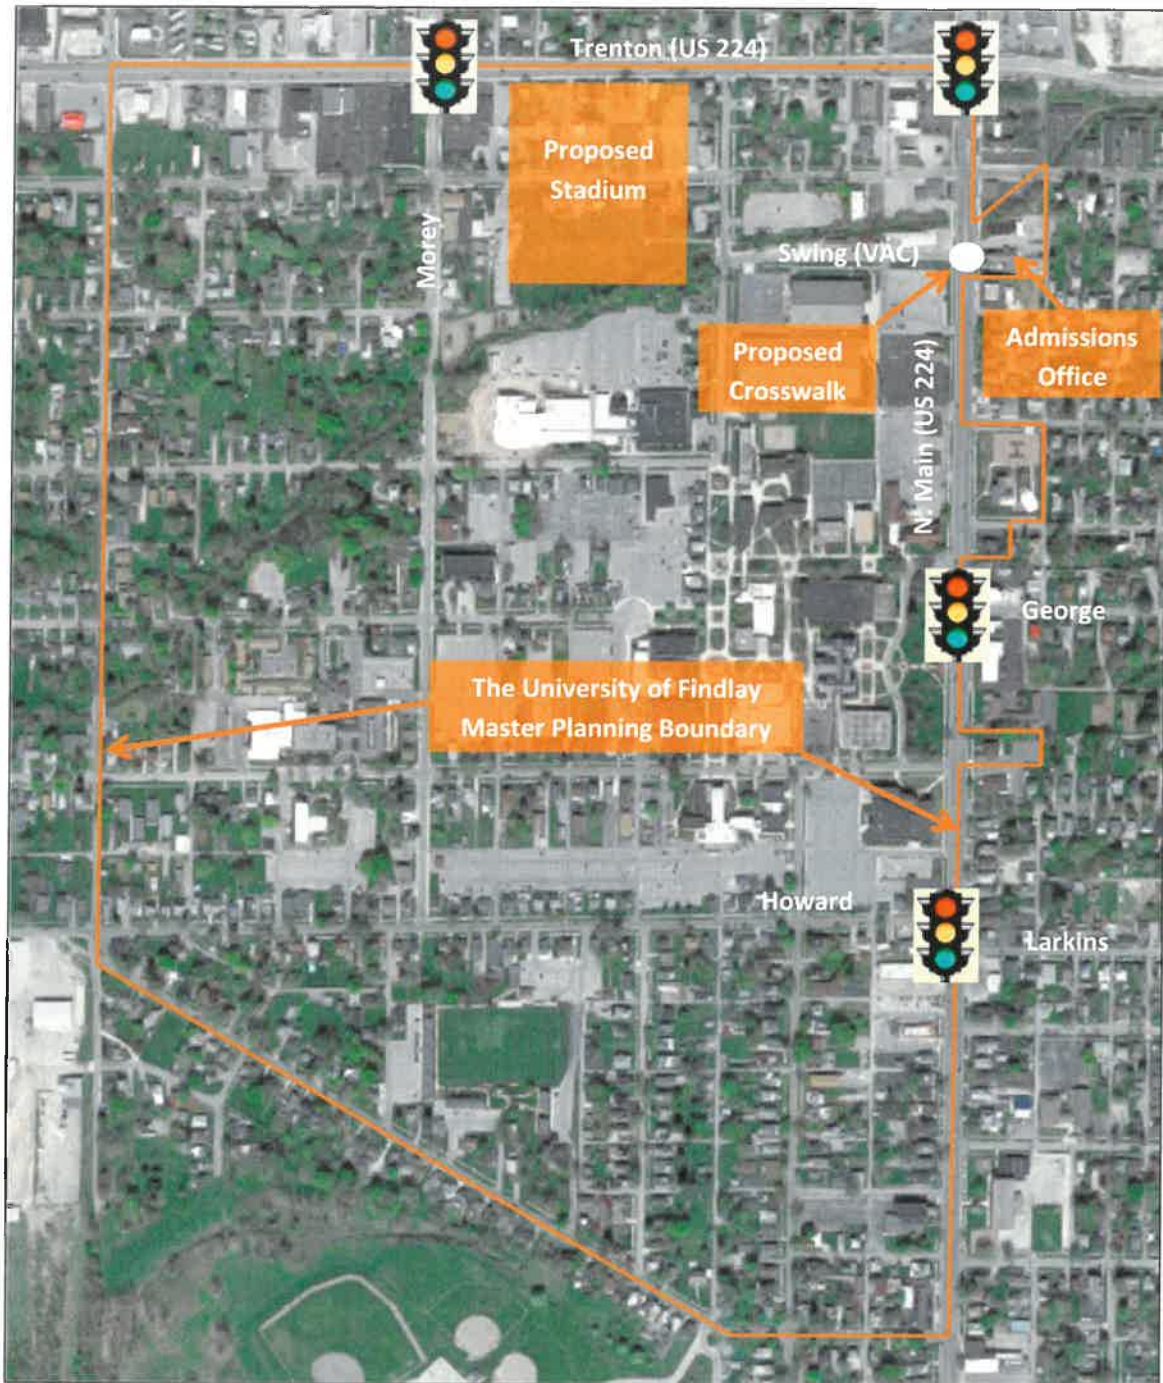 Trenton (US 224)
Proposed
Stadium
Morey
Swing (VAC)
Proposed
Crosswalk
Admissions
Office
N. Main (US 224)
George
The University of Findlay
Master Planning Boundary
Howard
Larkins